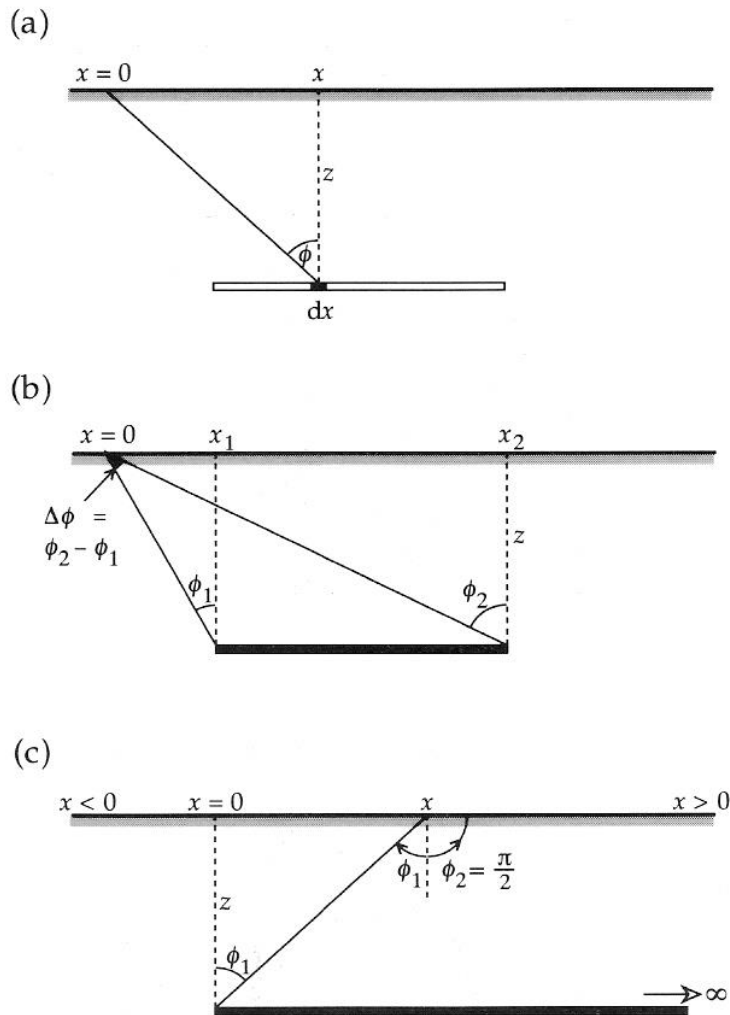 (a)
x = 0 x
z
ϕ
dx
(b)
x = 0 x₁ x₂
Δϕ =
ϕ₂ − ϕ₁
z
ϕ₁ ϕ₂
(c)
x < 0 x = 0 x x > 0
ϕ₁ ϕ₂ = π/2
z
ϕ₁
∞